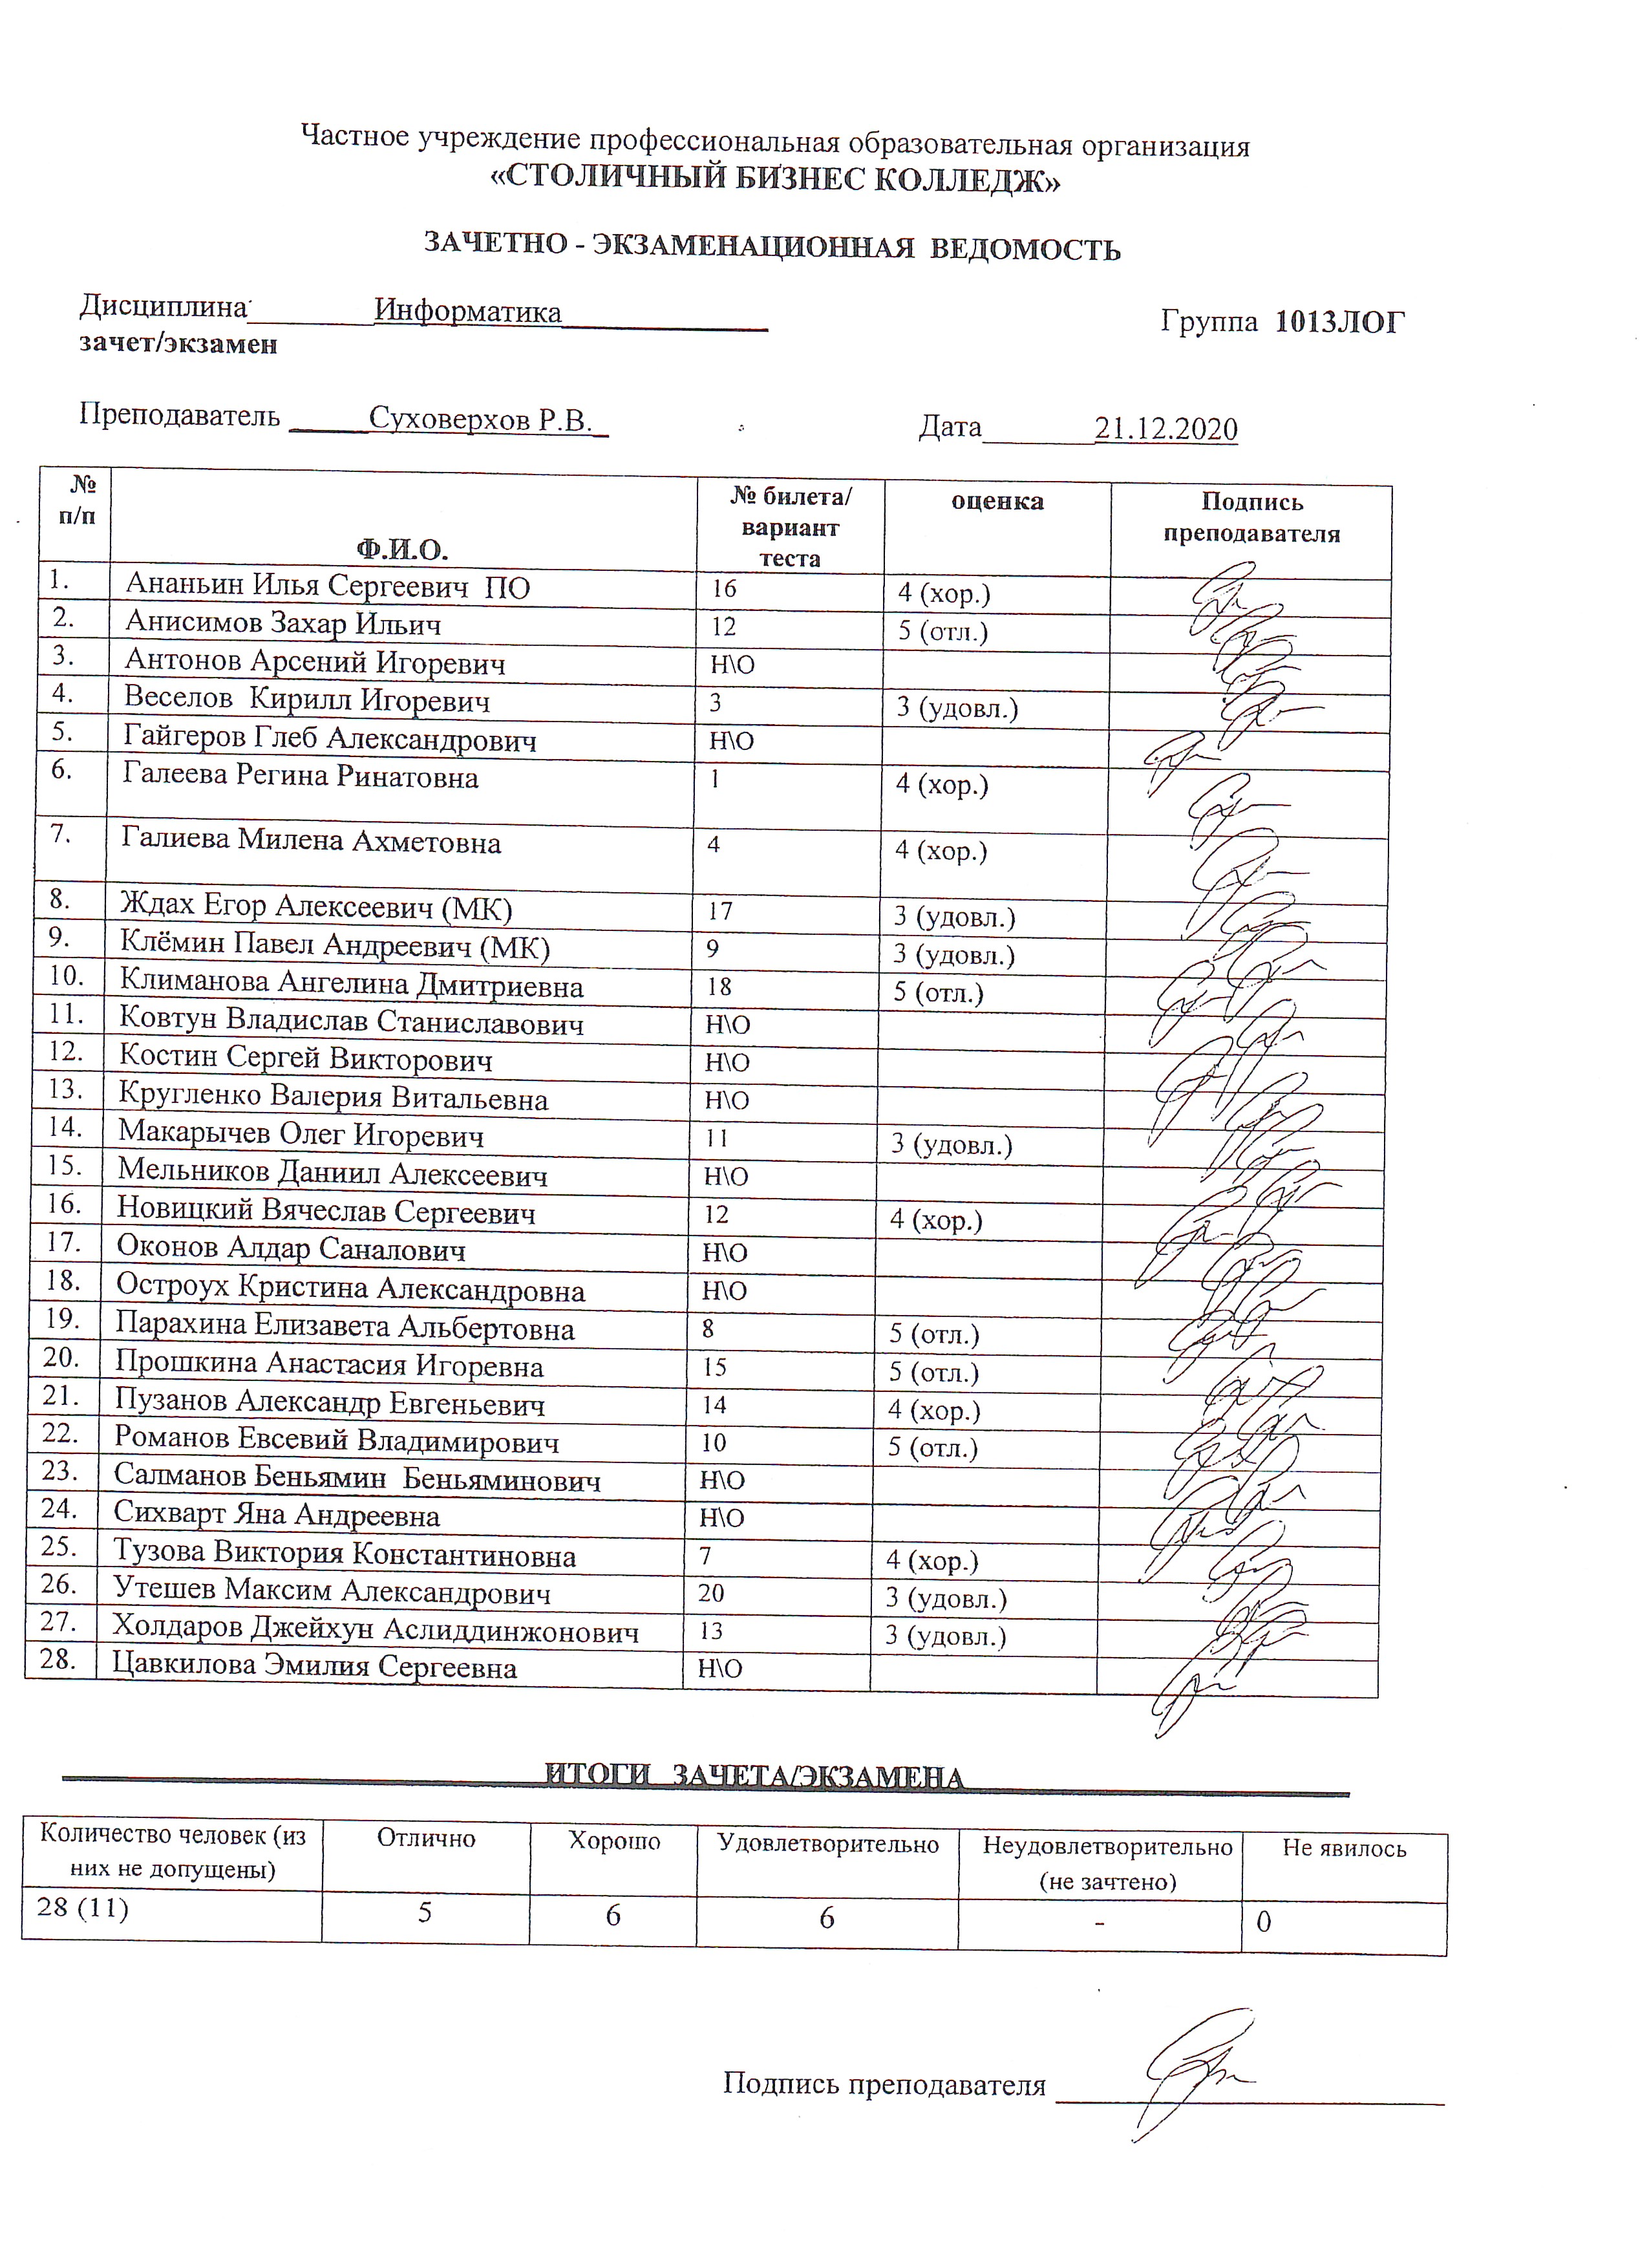 Частное учреждение профессиональная образовательная организация
«СТОЛИЧНЫЙ БИЗНЕС КОЛЛЕДЖ»
ЗАЧЕТНО - ЭКЗАМЕНАЦИОННАЯ ВЕДОМОСТЬ
Дисциплина Информатика Группа 1013ЛОГ
зачет/экзамен
Преподаватель Суховерхов Р.В. Дата 21.12.2020
№ п/п Ф.И.О. № билета/ вариант теста оценка Подпись преподавателя
1. Ананьин Илья Сергеевич ПО 16 4 (хор.)
2. Анисимов Захар Ильич 12 5 (отл.)
3. Антонов Арсений Игоревич Н\О
4. Веселов Кирилл Игоревич 3 3 (удовл.)
5. Гайгеров Глеб Александрович Н\О
6. Галеева Регина Ринатовна 1 4 (хор.)
7. Галиева Милена Ахметовна 4 4 (хор.)
8. Ждах Егор Алексеевич (МК) 17 3 (удовл.)
9. Клёмин Павел Андреевич (МК) 9 3 (удовл.)
10. Климанова Ангелина Дмитриевна 18 5 (отл.)
11. Ковтун Владислав Станиславович Н\О
12. Костин Сергей Викторович Н\О
13. Кругленко Валерия Витальевна Н\О
14. Макарычев Олег Игоревич 11 3 (удовл.)
15. Мельников Даниил Алексеевич Н\О
16. Новицкий Вячеслав Сергеевич 12 4 (хор.)
17. Оконов Алдар Саналович Н\О
18. Остроух Кристина Александровна Н\О
19. Парахина Елизавета Альбертовна 8 5 (отл.)
20. Прошкина Анастасия Игоревна 15 5 (отл.)
21. Пузанов Александр Евгеньевич 14 4 (хор.)
22. Романов Евсевий Владимирович 10 5 (отл.)
23. Салманов Беньямин Беньяминович Н\О
24. Сихварт Яна Андреевна Н\О
25. Тузова Виктория Константиновна 7 4 (хор.)
26. Утешев Максим Александрович 20 3 (удовл.)
27. Холдаров Джейхун Аслиддинжонович 13 3 (удовл.)
28. Цавкилова Эмилия Сергеевна Н\О
ИТОГИ ЗАЧЕТА/ЭКЗАМЕНА
Количество человек (из них не допущены) Отлично Хорошо Удовлетворительно Неудовлетворительно (не зачтено) Не явилось
28 (11) 5 6 6 - 0
Подпись преподавателя